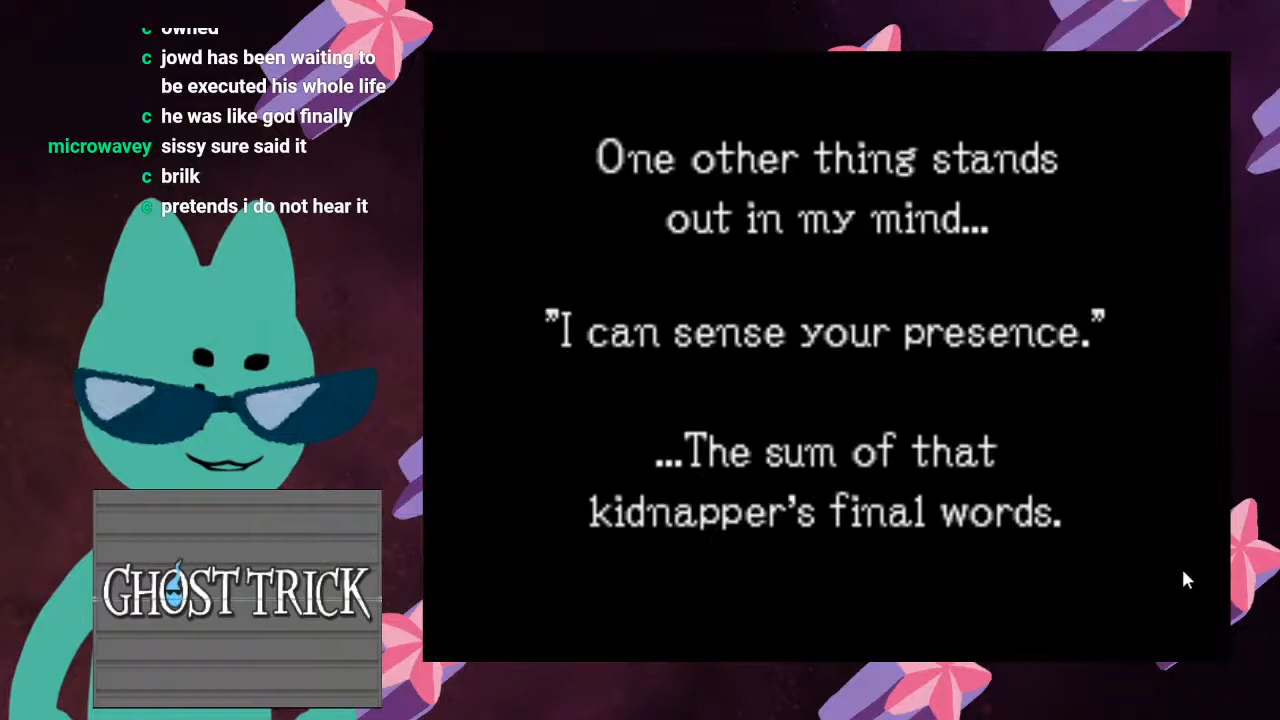 c owned
c jowd has been waiting to
be executed his whole life
c he was like god finally
microwavey sissy sure said it
c brilk
c pretends i do not hear it
GHOST TRICK
One other thing stands
out in my mind...
"I can sense your presence."
...The sum of that
kidnapper's final words.